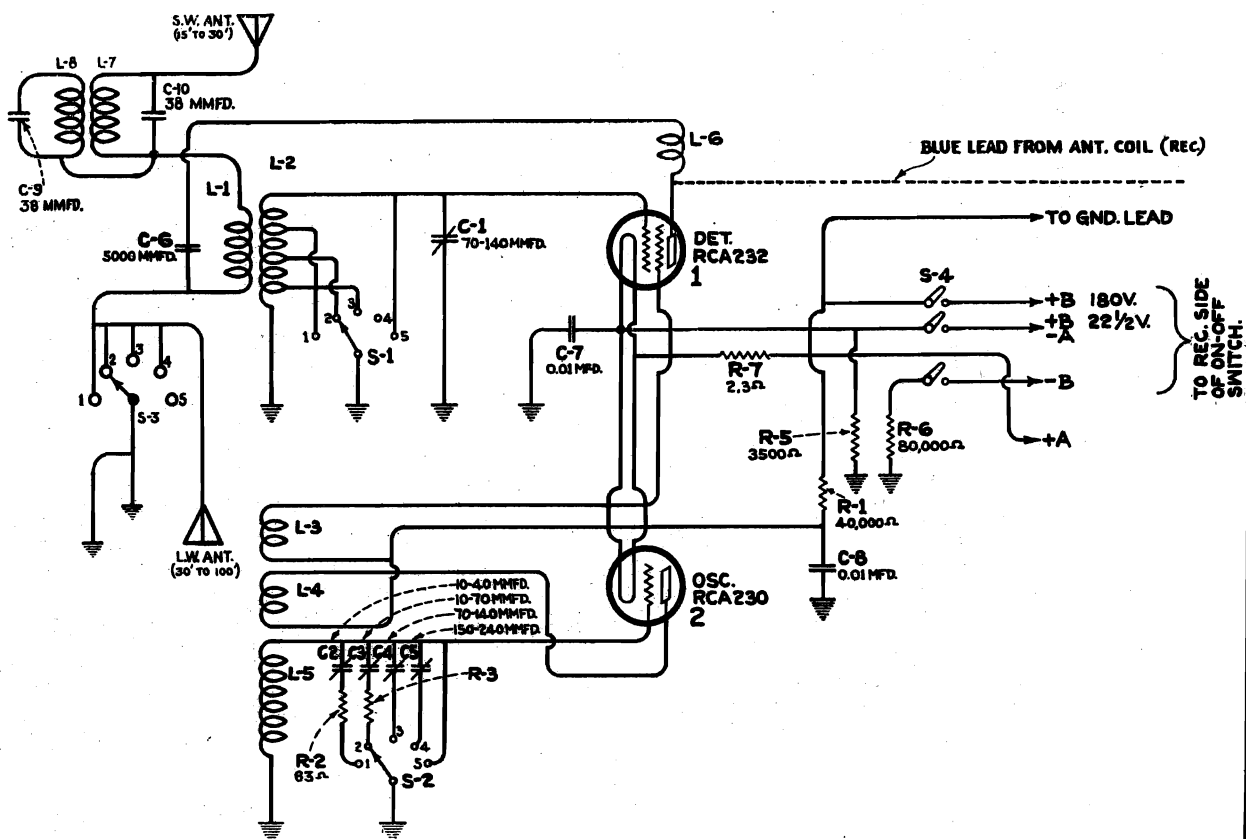 S.W. ANT.
(15' TO 30')
L-8
L-7
C-10
38 MMFD.
C-9
38 MMFD.
L-2
L-1
L-6
BLUE LEAD FROM ANT. COIL (REC.)
C-6
5000 MMFD.
C-1
70-140 MMFD.
DET.
RCA 232
1
TO GND. LEAD
S-4
+B 180V.
+B 22 1/2 V.
-A
-B
+A
TO REC. SIDE
OF ON-OFF
SWITCH.
1
2
3
4
5
S-1
C-7
0.01 MFD.
R-7
2.3Ω
1
2
3
4
5
S-3
R-5
3500Ω
R-6
80,000Ω
R-1
40,000Ω
C-8
0.01 MFD.
L.W. ANT.
(30' TO 100')
L-3
L-4
10-40 MMFD.
10-70 MMFD.
70-140 MMFD.
150-240 MMFD.
OSC.
RCA 230
2
C2
C3
C4
C5
L-5
R-3
R-2
63Ω
1
2
3
4
5
S-2